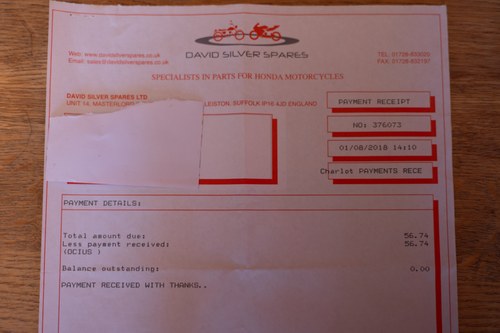 DAVID SILVER SPARES
Web: www.davidsilverspares.co.uk
Email: sales@davidsilverspares.co.uk
TEL: 01728-833020
FAX: 01728-832197
SPECIALISTS IN PARTS FOR HONDA MOTORCYCLES
DAVID SILVER SPARES LTD
UNIT 14, MASTERLORD LEISTON, SUFFOLK IP16 4JD ENGLAND
PAYMENT RECEIPT
NO: 376073
01/08/2018 14:10
Charlot PAYMENTS RECE
PAYMENT DETAILS:
Total amount due: 56.74
Less payment received: 56.74
(OCIUS )
Balance outstanding: 0.00
PAYMENT RECEIVED WITH THANKS..